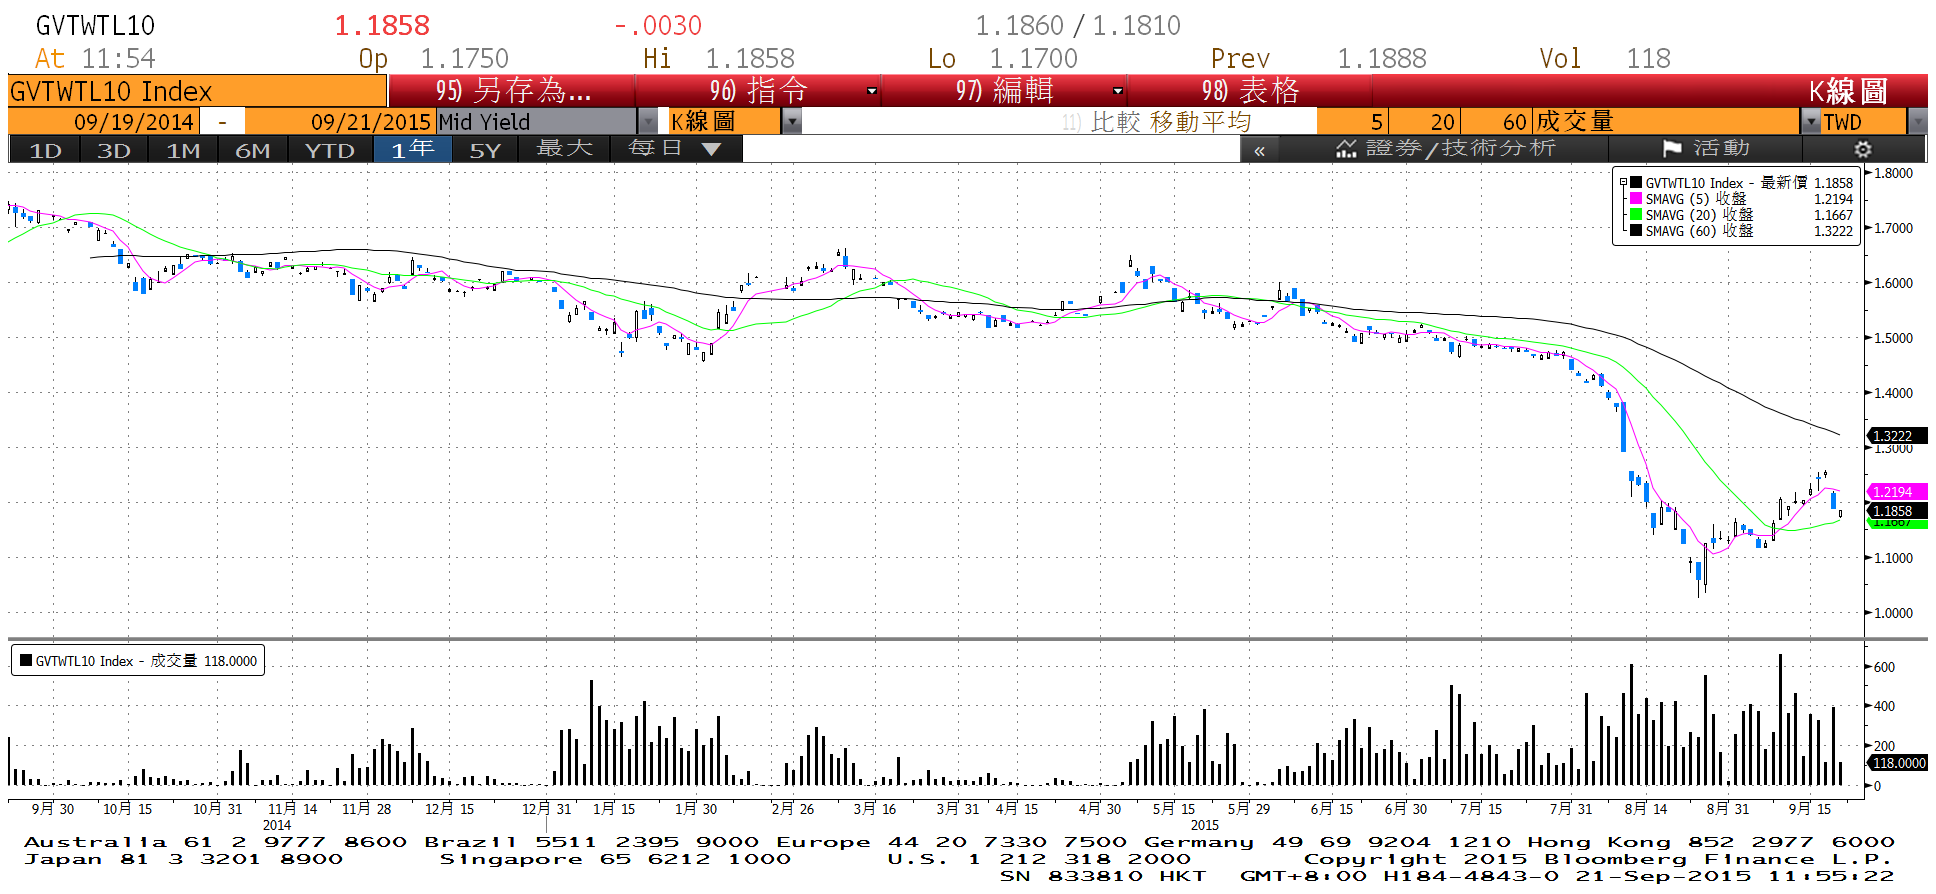 GVTWTL10 1.1858 -.0030 1.1860 / 1.1810
At 11:54 Op 1.1750 Hi 1.1858 Lo 1.1700 Prev 1.1888 Vol 118
GVTWTL10 Index 95) 另存為... 96) 指令 97) 編輯 98) 表格 K線圖
09/19/2014 - 09/21/2015 Mid Yield K線圖 11) 比較 移動平均 5 20 60 成交量 TWD
1D 3D 1M 6M YTD 1年 5Y 最大 每日 « 證券/技術分析 活動
GVTWTL10 Index - 最新價 1.1858
SMAVG (5) 收盤 1.2194
SMAVG (20) 收盤 1.1667
SMAVG (60) 收盤 1.3222
1.8000
1.7000
1.6000
1.5000
1.4000
1.3222
1.3000
1.2194
1.1858
1.1667
1.1000
1.0000
GVTWTL10 Index - 成交量 118.0000
600
400
200
118.0000
0
9月 30 10月 15 10月 31 11月 14 11月 28 12月 15 12月 31 1月 15 1月 30 2月 26 3月 16 3月 31 4月 15 4月 30 5月 15 5月 29 6月 15 6月 30 7月 15 7月 31 8月 14 8月 31 9月 15
2014 2015
Australia 61 2 9777 8600 Brazil 5511 2395 9000 Europe 44 20 7330 7500 Germany 49 69 9204 1210 Hong Kong 852 2977 6000
Japan 81 3 3201 8900 Singapore 65 6212 1000 U.S. 1 212 318 2000 Copyright 2015 Bloomberg Finance L.P.
SN 833810 HKT GMT+8:00 H184-4843-0 21-Sep-2015 11:55:22